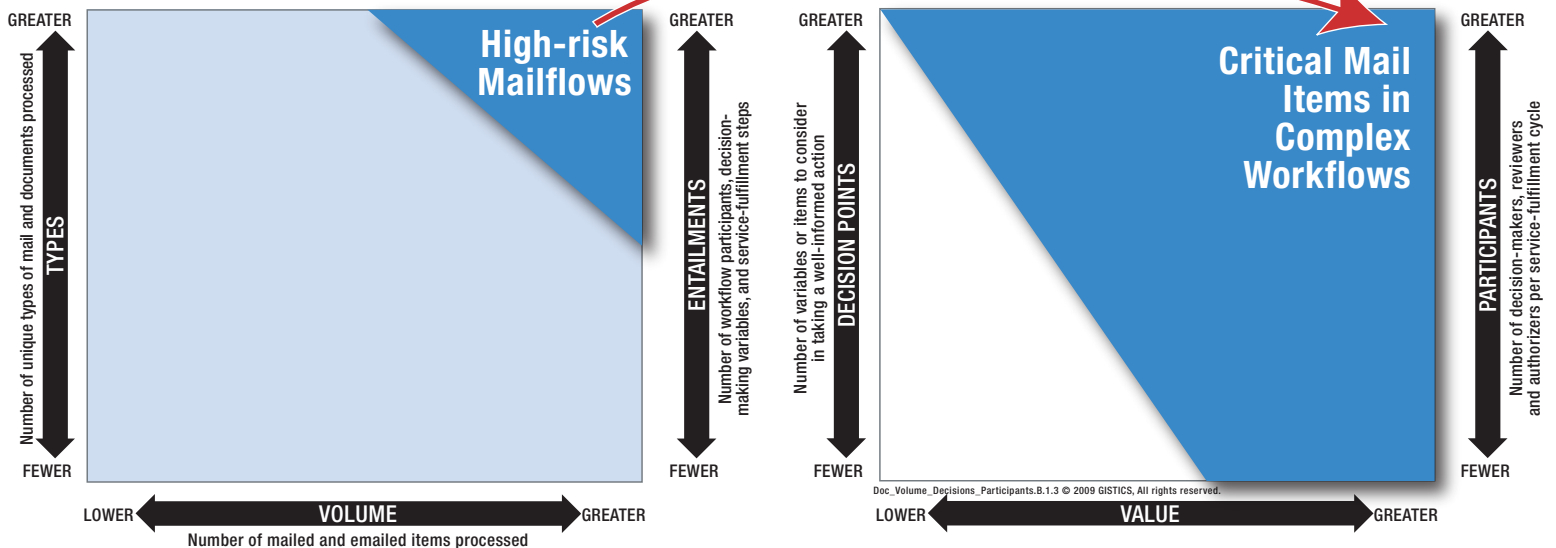 GREATER
Number of unique types of mail and documents processed
TYPES
FEWER
High-risk
Mailflows
GREATER
ENTAILMENTS
Number of workflow participants, decision-
making variables, and service-fulfillment steps
FEWER
LOWER
VOLUME
GREATER
Number of mailed and emailed items processed
GREATER
Number of variables or items to consider
in taking a well-informed action
DECISION POINTS
FEWER
Critical Mail
Items in
Complex
Workflows
GREATER
PARTICIPANTS
Number of decision-makers, reviewers
and authorizers per service-fulfillment cycle
FEWER
Doc_Volume_Decisions_Participants.B.1.3 © 2009 GISTICS, All rights reserved.
LOWER
VALUE
GREATER